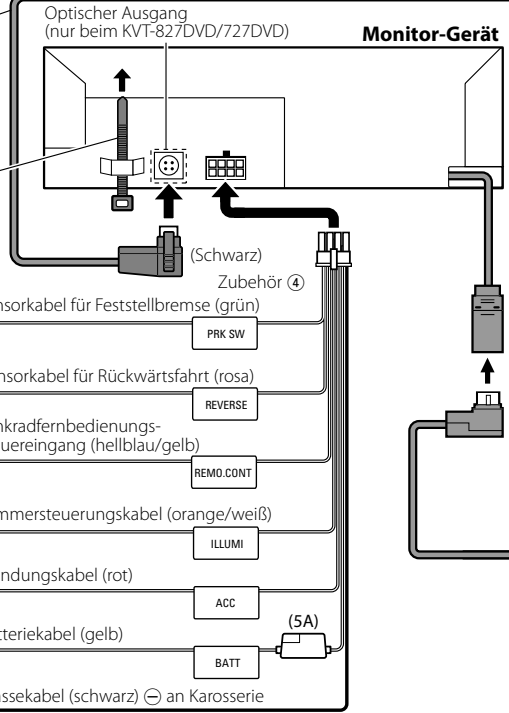 Optischer Ausgang
(nur beim KVT-827DVD/727DVD)
Monitor-Gerät
(Schwarz)
Zubehör ④
nsorkabel für Feststellbremse (grün)
PRK SW
nsorkabel für Rückwärtsfahrt (rosa)
REVERSE
nkradfernbedienungs-
uereingang (hellblau/gelb)
REMO.CONT
mmersteuerungskabel (orange/weiß)
ILLUMI
ndungskabel (rot)
ACC
(5A)
tteriekabel (gelb)
BATT
ssekabel (schwarz) ⊖ an Karosserie